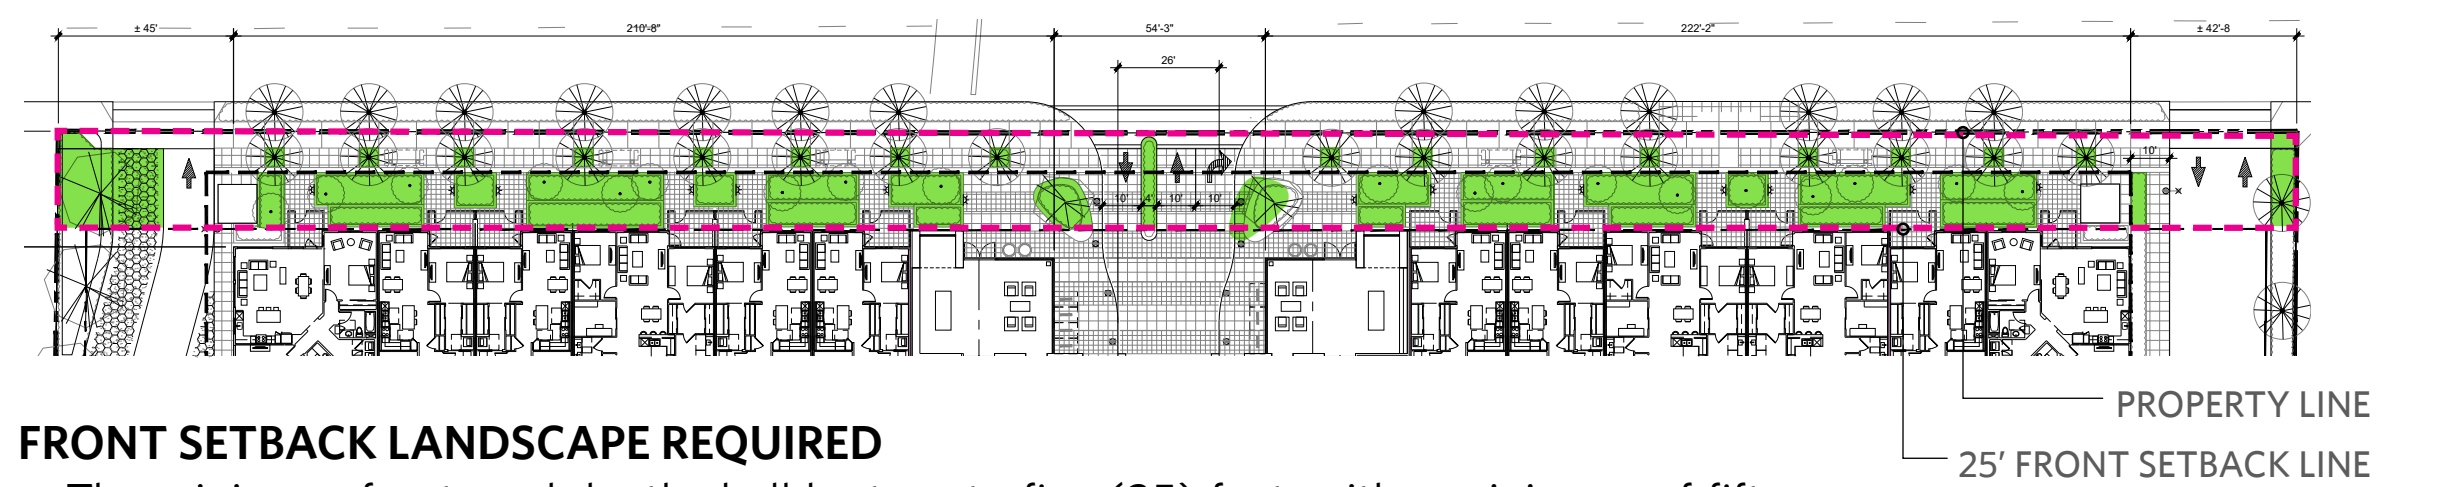 ± 45' 210'-8" 54'-3" 222'-2" ± 42'-8
26'
10'
10' 4' 10' 10'
PROPERTY LINE
FRONT SETBACK LANDSCAPE REQUIRED
25' FRONT SETBACK LINE